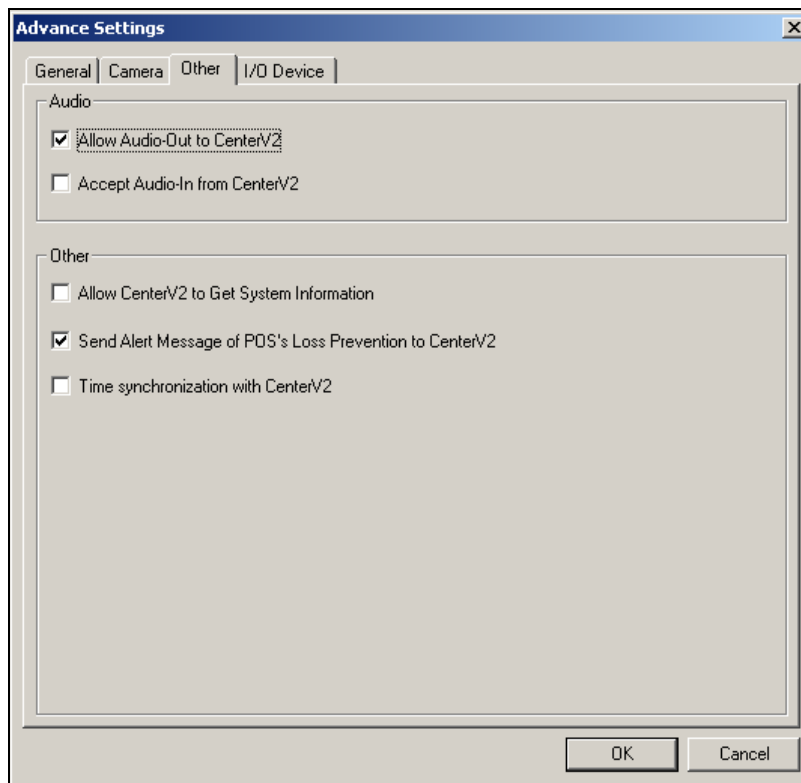 Advance Settings
General Camera Other I/O Device
Audio
Allow Audio-Out to CenterV2
Accept Audio-In from CenterV2
Other
Allow CenterV2 to Get System Information
Send Alert Message of POS's Loss Prevention to CenterV2
Time synchronization with CenterV2
OK Cancel